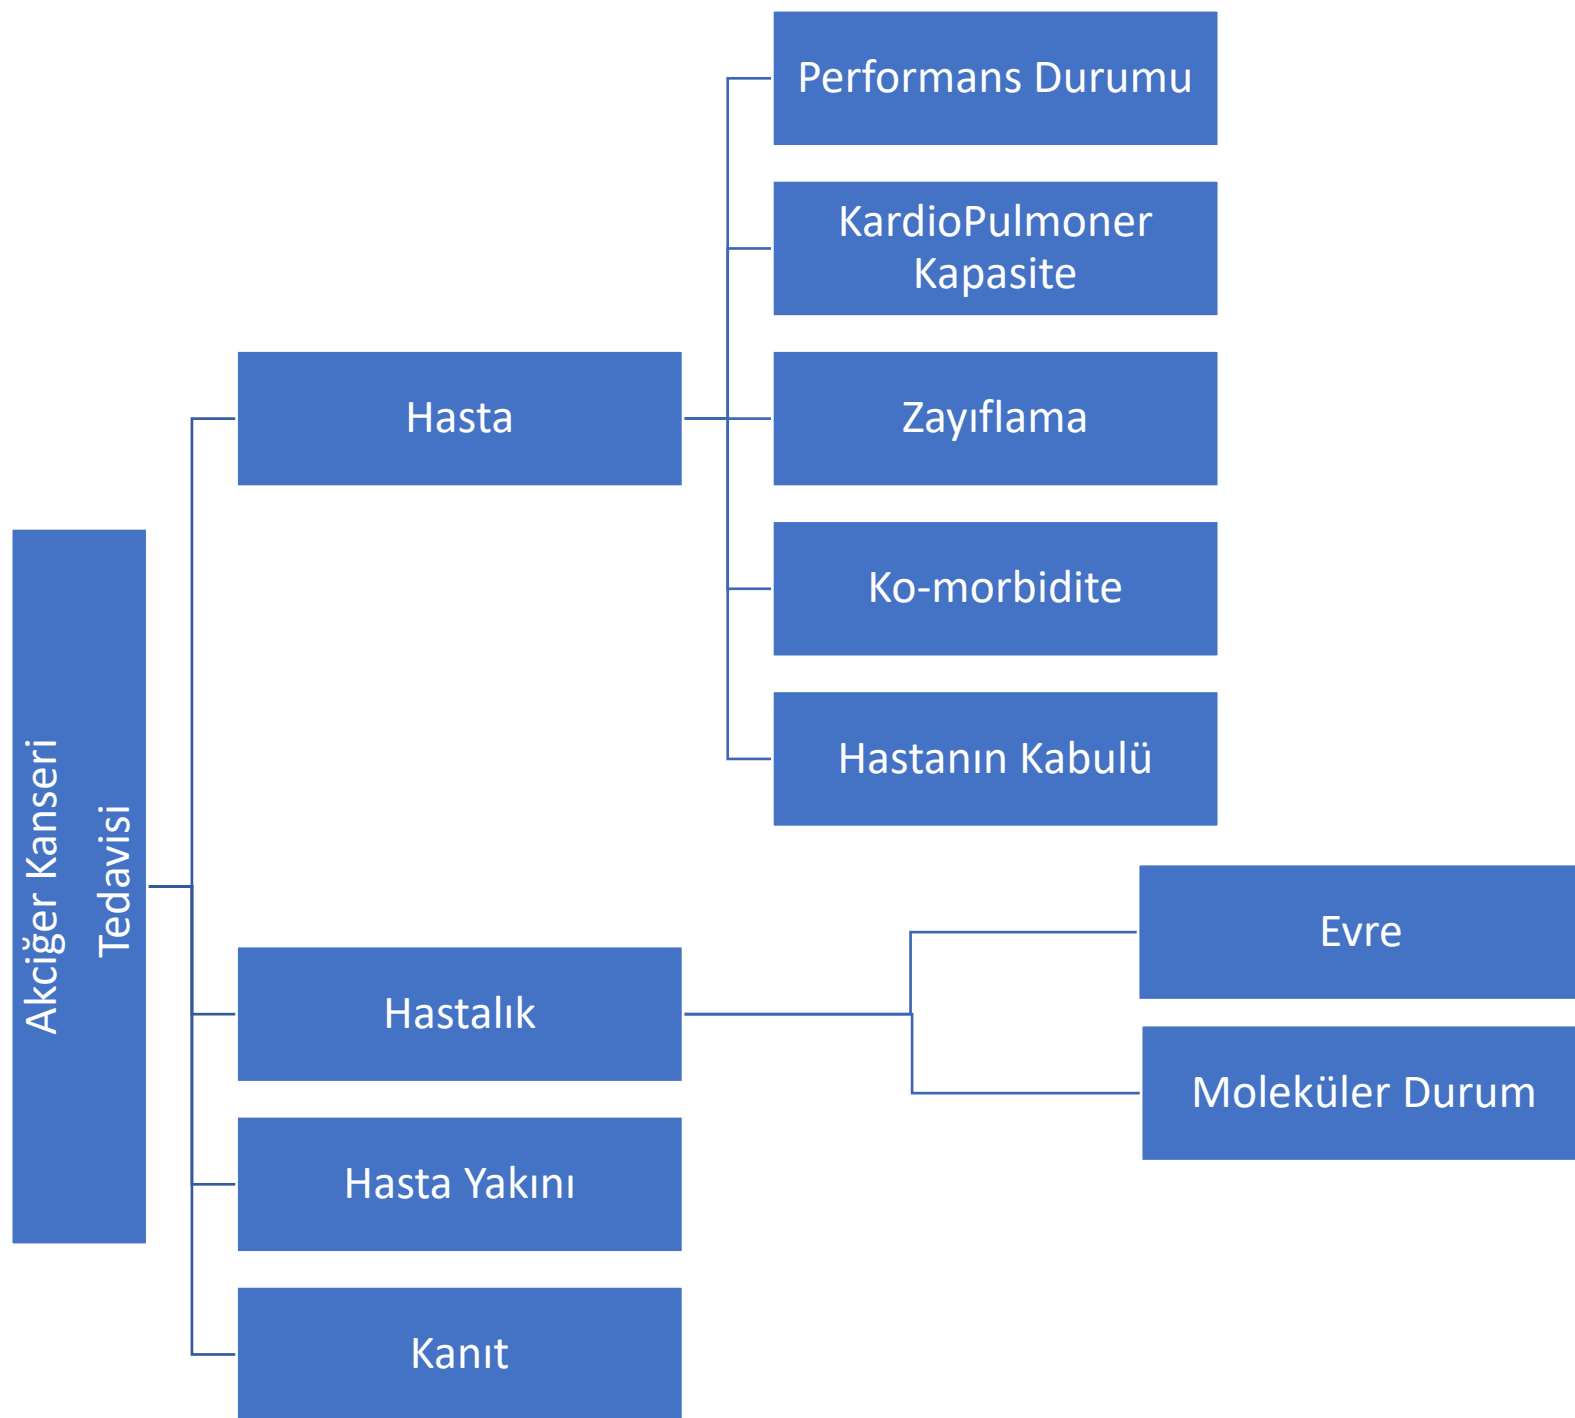 Akciğer Kanseri
Tedavisi
Hasta
Performans Durumu
KardioPulmoner
Kapasite
Zayıflama
Ko-morbidite
Hastanın Kabulü
Hastalık
Evre
Moleküler Durum
Hasta Yakını
Kanıt